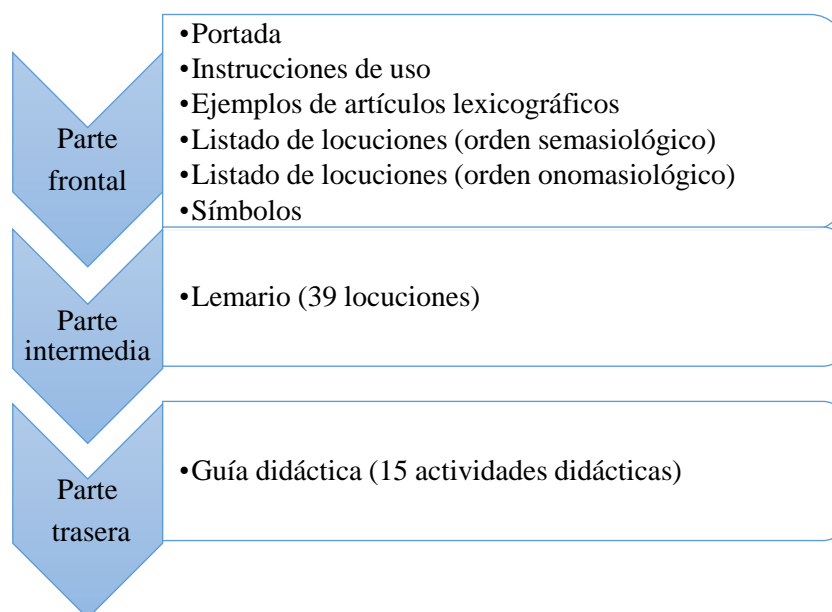 Parte
frontal
•Portada
•Instrucciones de uso
•Ejemplos de artículos lexicográficos
•Listado de locuciones (orden semasiológico)
•Listado de locuciones (orden onomasiológico)
•Símbolos
Parte
intermedia
•Lemario (39 locuciones)
Parte
trasera
•Guía didáctica (15 actividades didácticas)